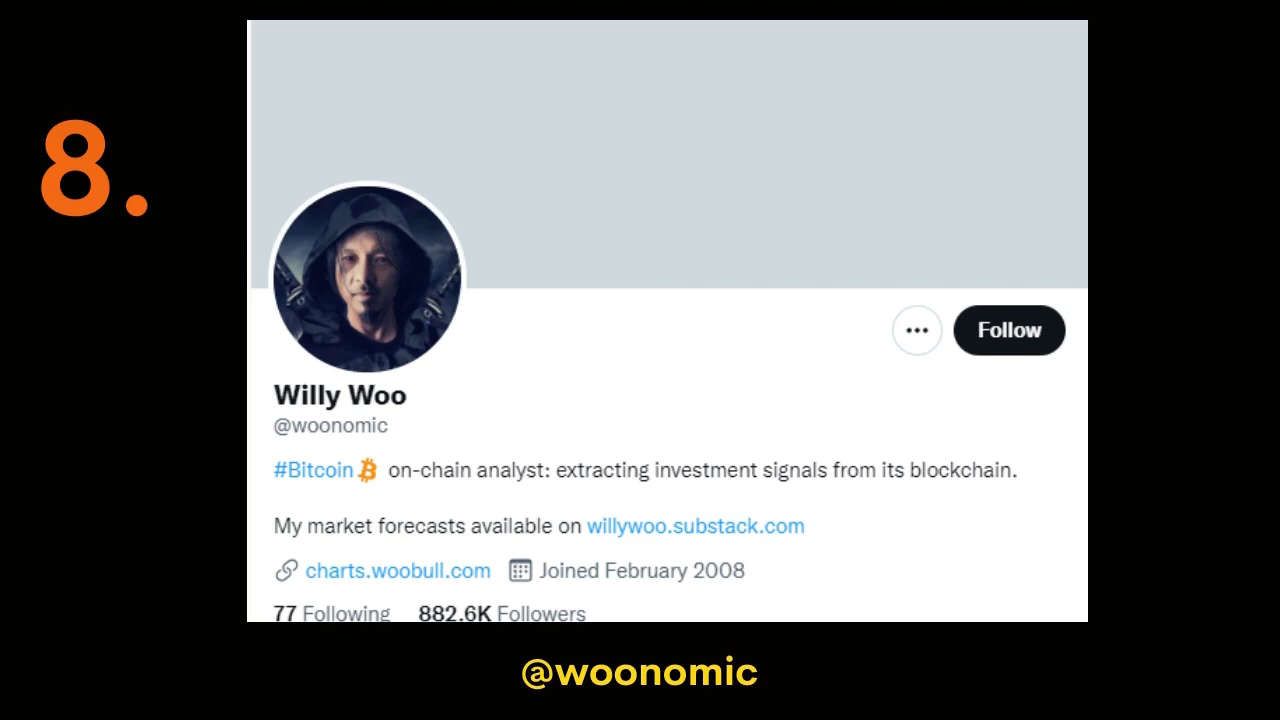 8.
Follow
Willy Woo
@woonomic
#Bitcoin on-chain analyst: extracting investment signals from its blockchain.
My market forecasts available on willywoo.substack.com
charts.woobull.com Joined February 2008
77 Following 882.6K Followers
@woonomic